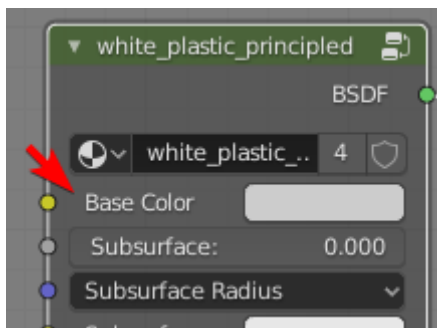 white_plastic_principled
BSDF
white_plastic_.. 4
Base Color
Subsurface: 0.000
Subsurface Radius